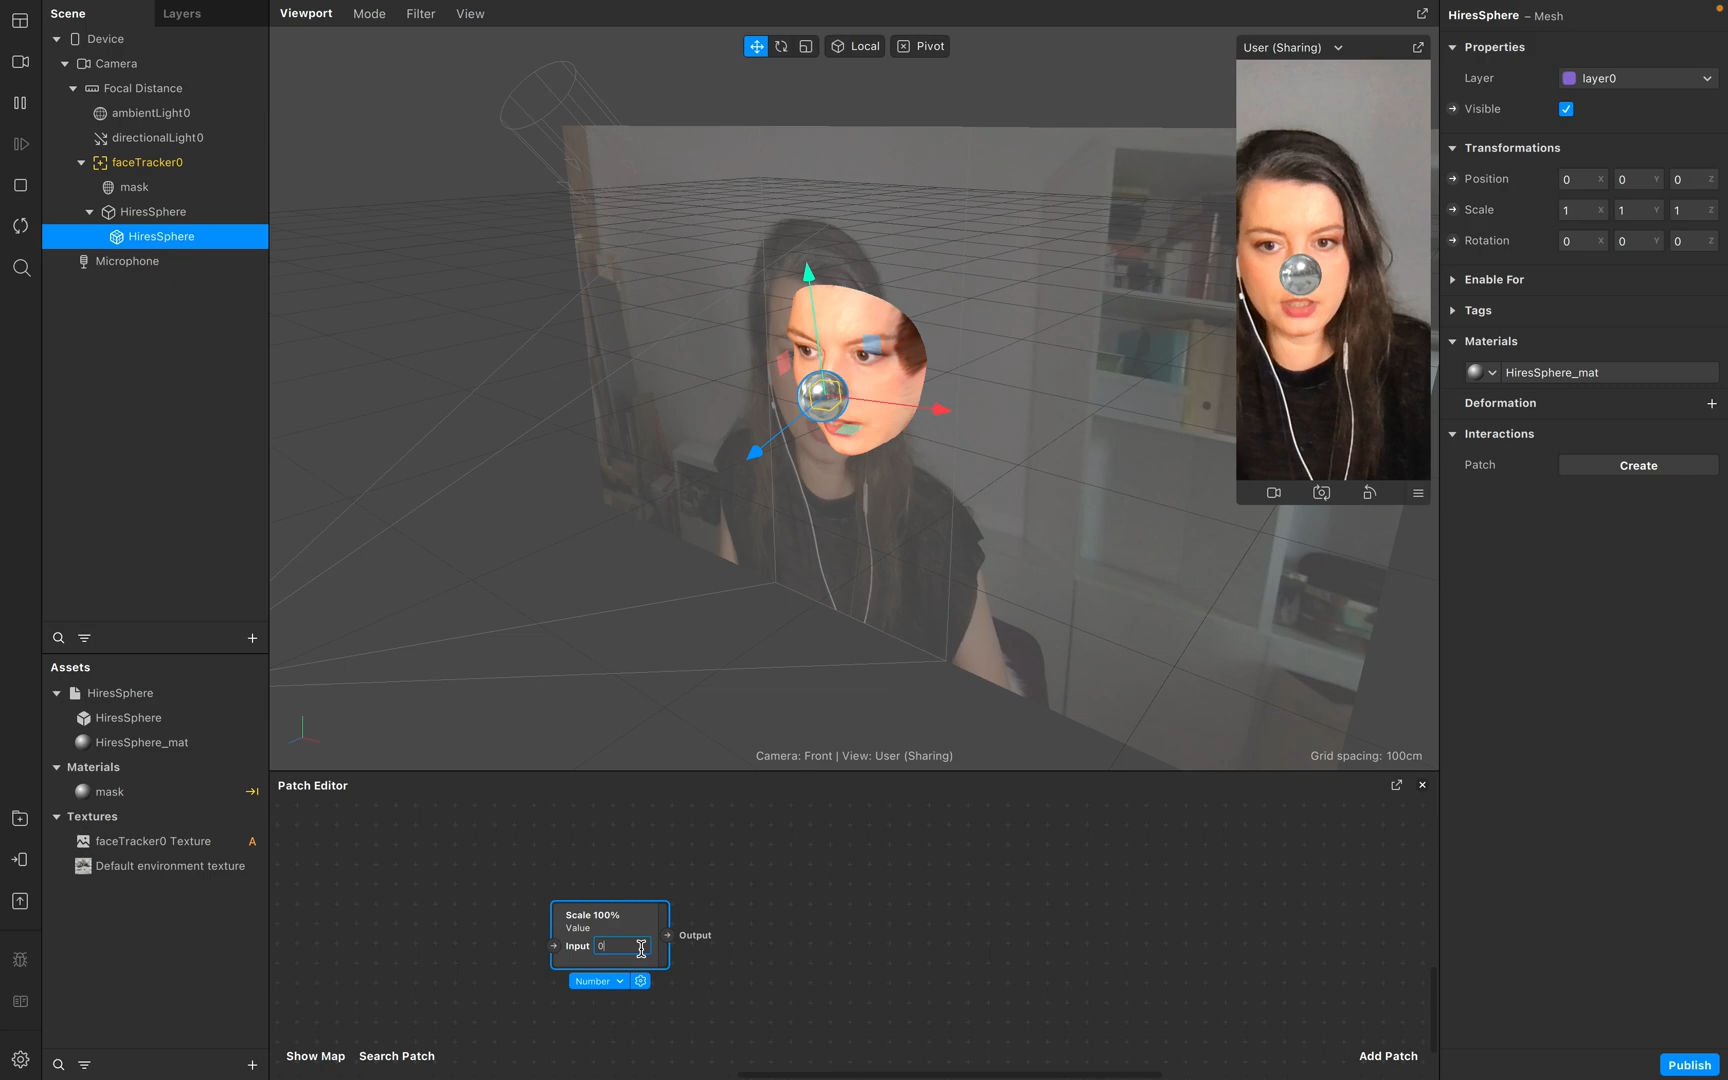 Scene
Layers
Device
Camera
Focal Distance
ambientLight0
directionalLight0
faceTracker0
mask
HiresSphere
HiresSphere
Microphone
Assets
HiresSphere
HiresSphere
HiresSphere_mat
Materials
mask
Textures
faceTracker0 Texture A
Default environment texture
Viewport Mode Filter View
Local Pivot
User (Sharing)
Camera: Front | View: User (Sharing)
Grid spacing: 100cm
Patch Editor
Scale 100%
Value
Input 0
Output
Number
Show Map Search Patch
Add Patch
HiresSphere – Mesh
Properties
Layer layer0
Visible
Transformations
Position 0 X 0 Y 0 Z
Scale 1 X 1 Y 1 Z
Rotation 0 X 0 Y 0 Z
Enable For
Tags
Materials
HiresSphere_mat
Deformation
Interactions
Patch Create
Publish